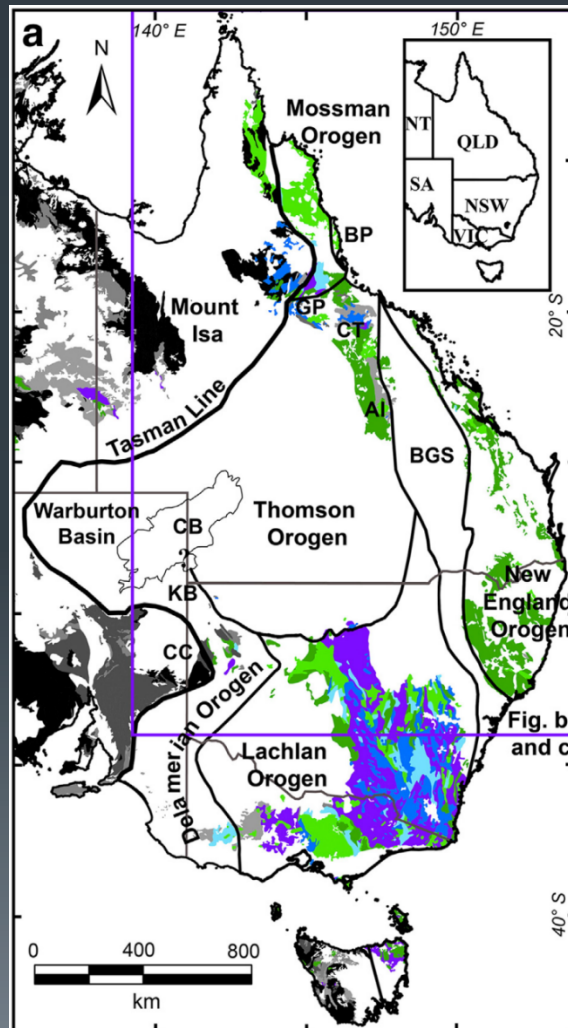 a
140° E
150° E
N
Mossman
Orogen
NT
QLD
SA
NSW
VIC
BP
20° S
Mount
Isa
GP
CT
Tasman Line
AI
BGS
Warburton
Basin
CB
Thomson
Orogen
?
KB
New
England
Orogen
CC
Delamerian Orogen
Fig. b
and c
Lachlan
Orogen
40° S
0 400 800
km